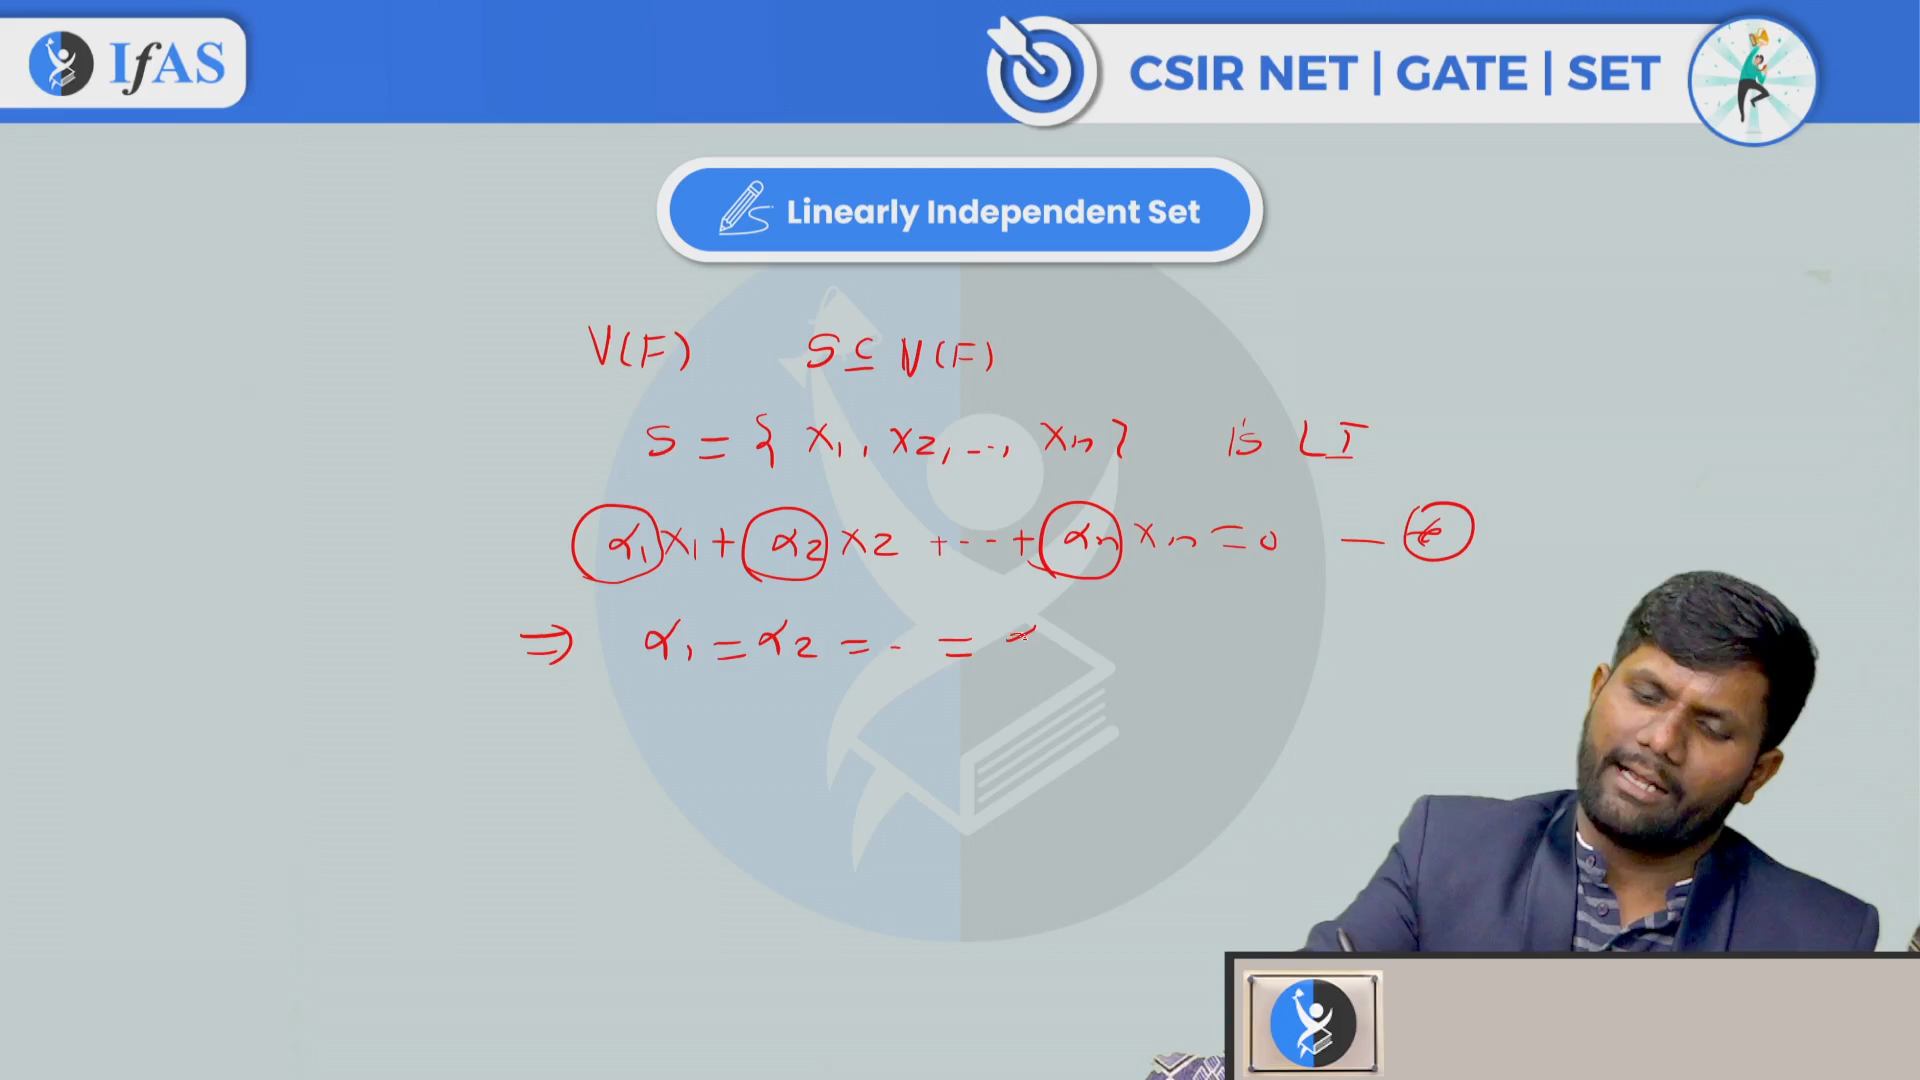 IfAS
CSIR NET | GATE | SET
Linearly Independent Set
V(F) S ⊆ V(F)
S = { x₁, x₂, ..., xₙ } is LI
α₁x₁ + α₂x₂ + --- + αₙxₙ = 0 —
⇒ α₁ = α₂ = - = α